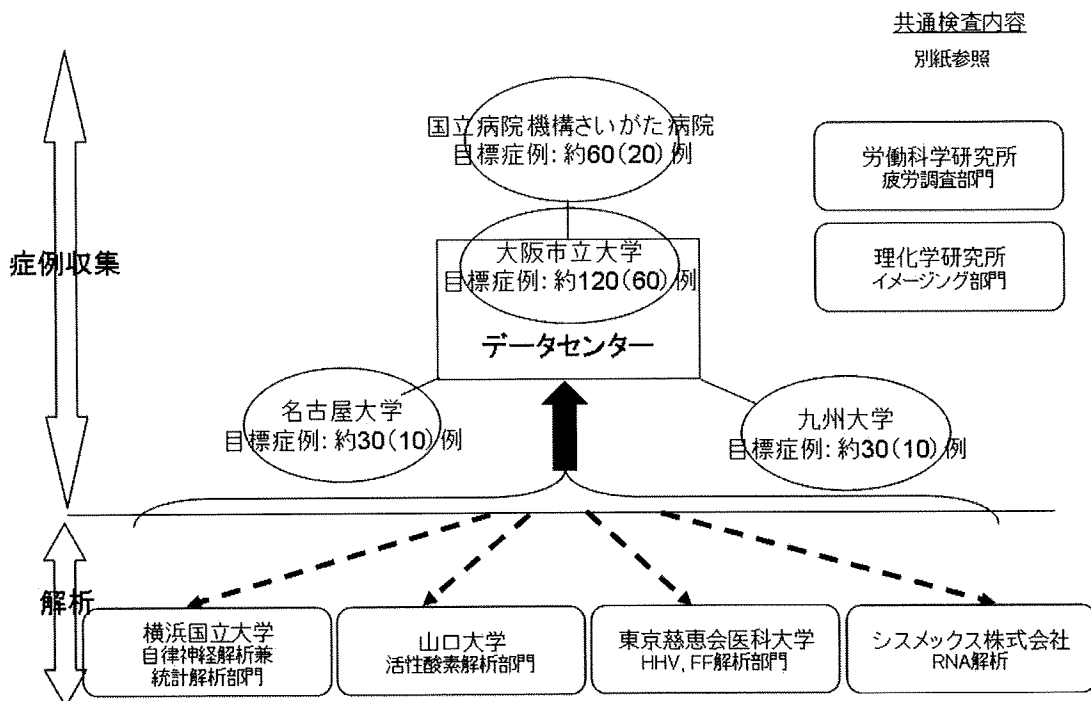 共通検査内容
別紙参照
国立病院機構さいがた病院
目標症例:約60(20)例
労働科学研究所
疲労調査部門
症例収集
大阪市立大学
目標症例:約120(60)例
理化学研究所
イメージング部門
データセンター
名古屋大学
目標症例:約30(10)例
九州大学
目標症例:約30(10)例
解析
横浜国立大学
自律神経解析兼
統計解析部門
山口大学
活性酸素解析部門
東京慈恵会医科大学
HHV, FF解析部門
シスメックス株式会社
RNA解析